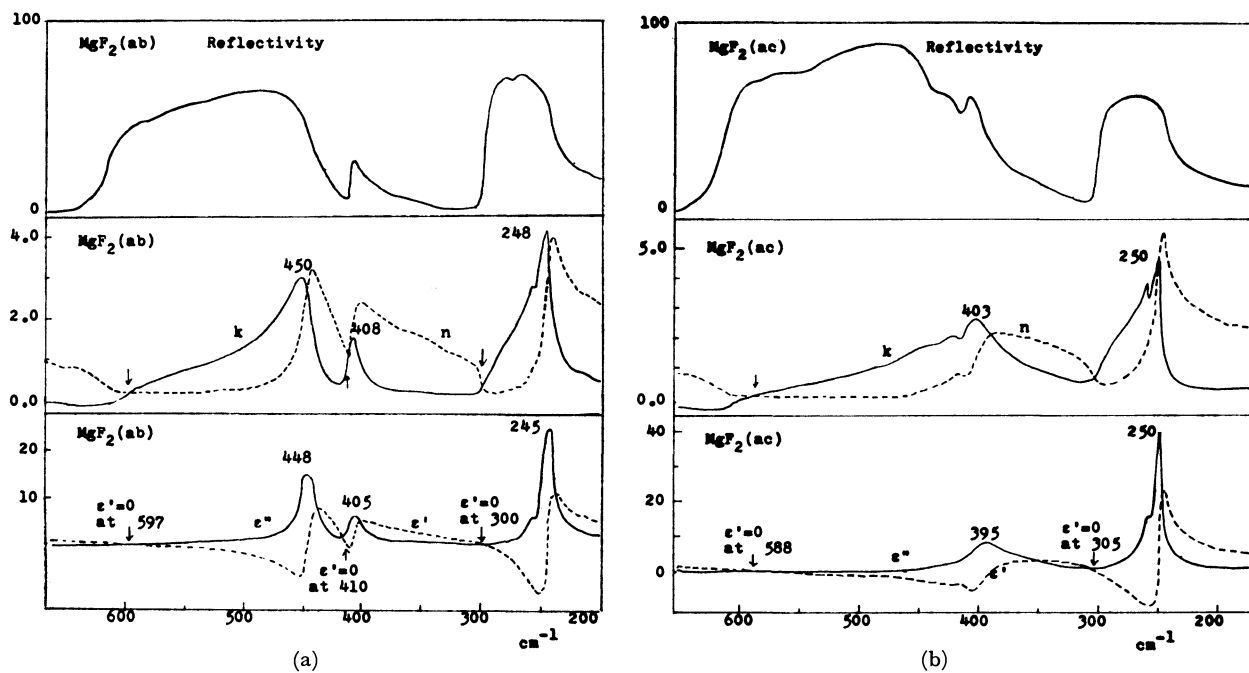 100
MgF2(ab) Reflectivity
0
4.0
MgF2(ab)
248
450
2.0
k
408
n
0.0
20
MgF2(ab)
245
448
10
ε'=0
at 597
ε"
405
ε'
ε'=0
at 300
ε'=0
at 410
600 500 400 300 200
cm-1
(a)
100
MgF2(ac) Reflectivity
0
5.0
MgF2(ac)
250
403
k
n
0.0
40
MgF2(ac)
250
20
ε'=0
at 588
395
ε'=0
at 305
ε"
ε'
0
600 500 400 300 200
cm-1
(b)